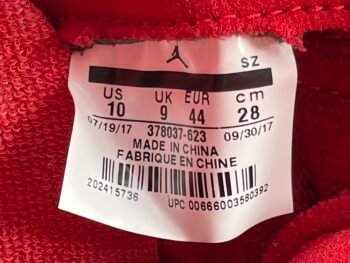 SZ
US UK EUR cm
10 9 44 28
07/19/17 378037-623 09/30/17
MADE IN CHINA
FABRIQUE EN CHINE
202415736
UPC 00666003580392